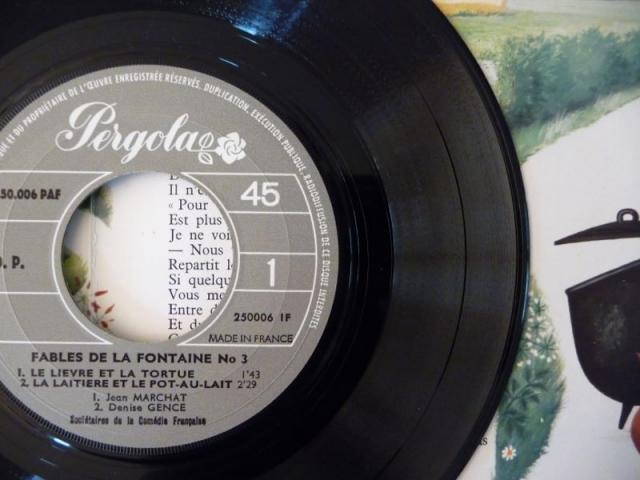 UE ET DU PROPRIÉTAIRE DE L'ŒUVRE ENREGISTRÉE RÉSERVÉS. DUPLICATION, EXÉCUTION PUBLIQUE, RADIODIFFUSION DE CE DISQUE INTERDITES
Pergola
50.006 PAF
45
. P.
1
250006 1F
MADE IN FRANCE
FABLES DE LA FONTAINE No 3
1. LE LIEVRE ET LA TORTUE 1'43
2. LA LAITIERE ET LE POT-AU-LAIT 2'29
1. Jean MARCHAT
2. Denise GENCE
Sociétaires de la Comédie Française
Il n'e
« Pour
Est plus
Je ne voi
— Nous
Repartit l
Si quelqu
Vous mo
Entre d
Et d